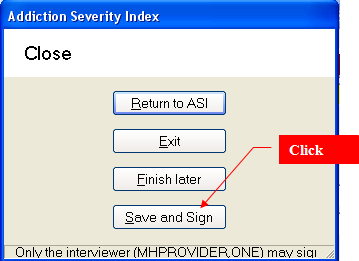 Addiction Severity Index
Close
Return to ASI
Exit
Click
Finish later
Save and Sign
Only the interviewer (MHPROVIDER,ONE) may